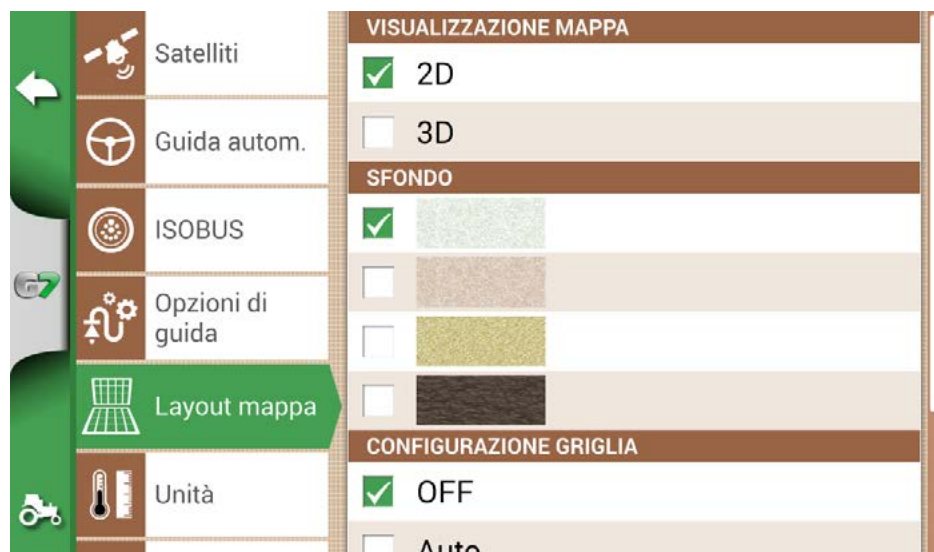 Satelliti
Guida autom.
ISOBUS
Opzioni di
guida
Layout mappa
Unità
G7
VISUALIZZAZIONE MAPPA
2D
3D
SFONDO
CONFIGURAZIONE GRIGLIA
OFF
Auto